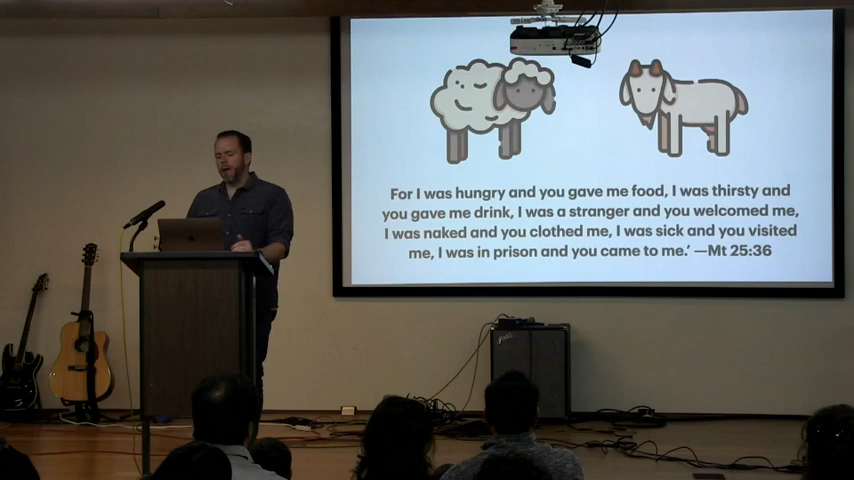 For I was hungry and you gave me food, I was thirsty and
you gave me drink, I was a stranger and you welcomed me,
I was naked and you clothed me, I was sick and you visited
me, I was in prison and you came to me.’ —Mt 25:36
Fender